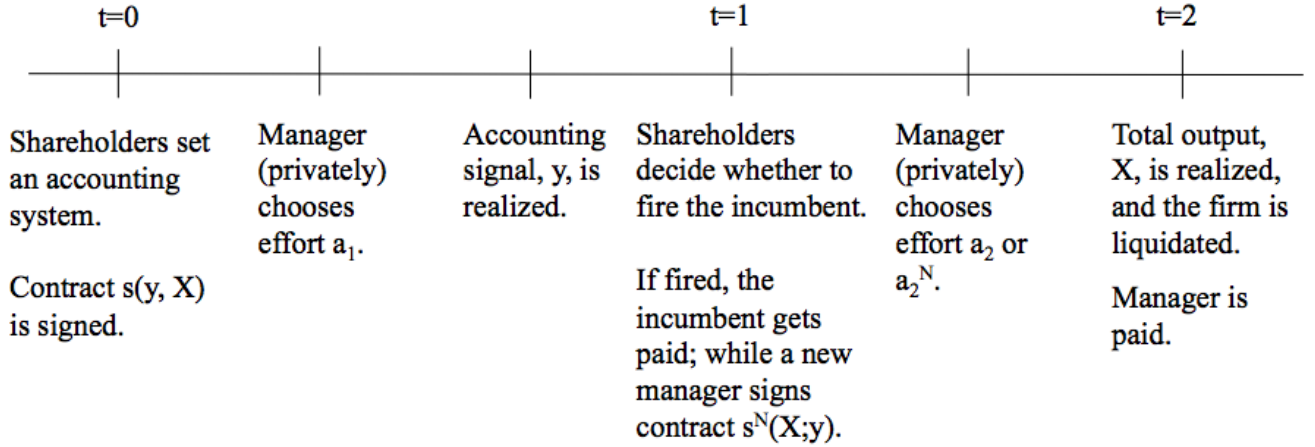 t=0
t=1
t=2
Shareholders set
an accounting
system.
Contract s(y, X)
is signed.
Manager
(privately)
chooses
effort a₁.
Accounting
signal, y, is
realized.
Shareholders
decide whether to
fire the incumbent.
If fired, the
incumbent gets
paid; while a new
manager signs
contract sᴺ(X;y).
Manager
(privately)
chooses
effort a₂ or
a₂ᴺ.
Total output,
X, is realized,
and the firm is
liquidated.
Manager is
paid.